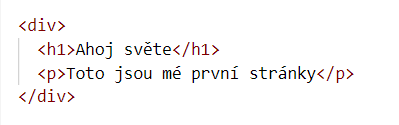 <div>
  <h1>Ahoj světe</h1>
  <p>Toto jsou mé první stránky</p>
</div>